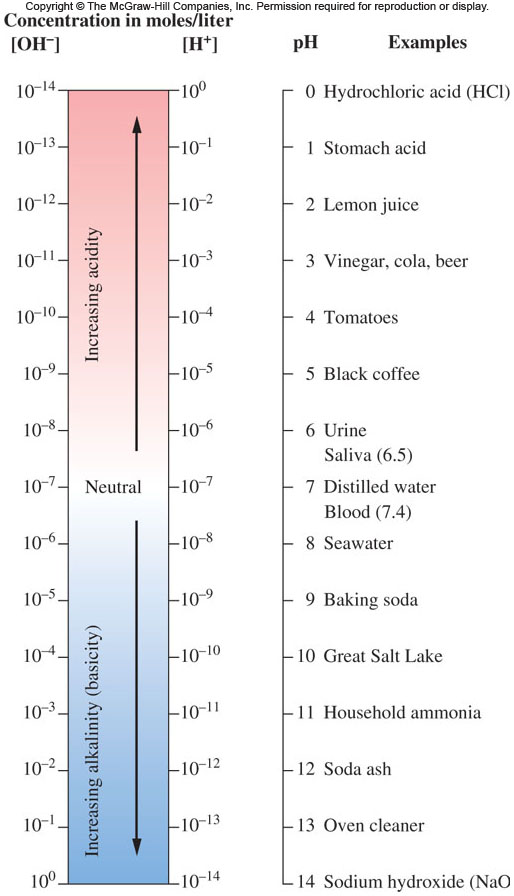 Copyright © The McGraw-Hill Companies, Inc. Permission required for reproduction or display.
Concentration in moles/liter
[OH⁻] [H⁺] pH Examples
10⁻¹⁴ 10⁰ 0 Hydrochloric acid (HCl)
10⁻¹³ 10⁻¹ 1 Stomach acid
10⁻¹² 10⁻² 2 Lemon juice
10⁻¹¹ 10⁻³ 3 Vinegar, cola, beer
Increasing acidity
10⁻¹⁰ 10⁻⁴ 4 Tomatoes
10⁻⁹ 10⁻⁵ 5 Black coffee
10⁻⁸ 10⁻⁶ 6 Urine
Saliva (6.5)
10⁻⁷ Neutral 10⁻⁷ 7 Distilled water
Blood (7.4)
10⁻⁶ 10⁻⁸ 8 Seawater
10⁻⁵ 10⁻⁹ 9 Baking soda
10⁻⁴ 10⁻¹⁰ 10 Great Salt Lake
Increasing alkalinity (basicity)
10⁻³ 10⁻¹¹ 11 Household ammonia
10⁻² 10⁻¹² 12 Soda ash
10⁻¹ 10⁻¹³ 13 Oven cleaner
10⁰ 10⁻¹⁴ 14 Sodium hydroxide (NaO